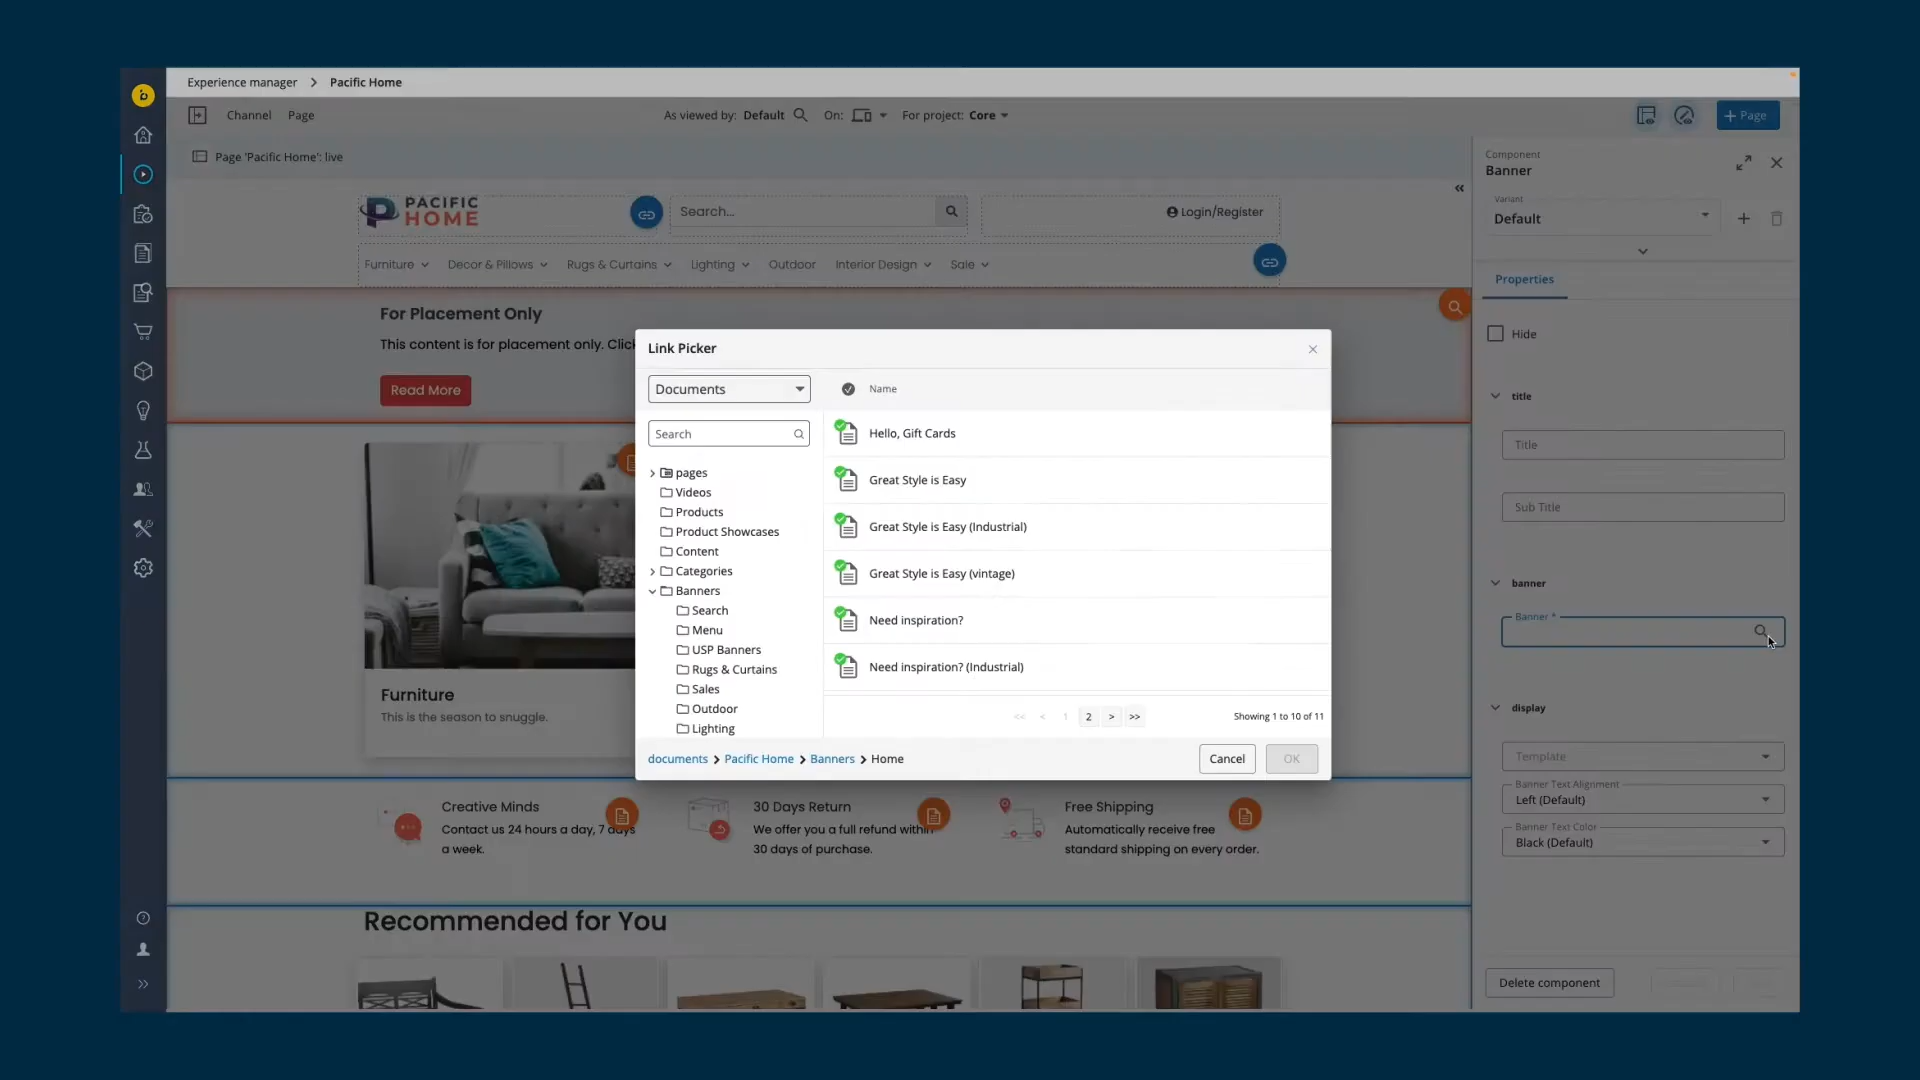 Experience manager > Pacific Home
Channel Page
As viewed by: Default On: For project: Core
+ Page
Page 'Pacific Home': live
PACIFIC
HOME
Search...
Login/Register
Furniture Decor & Pillows Rugs & Curtains Lighting Outdoor Interior Design Sale
For Placement Only
This content is for placement only. Click
Read More
Furniture
This is the season to snuggle.
Link Picker
Documents
Name
Search
pages
Videos
Products
Product Showcases
Content
Categories
Banners
Search
Menu
USP Banners
Rugs & Curtains
Sales
Outdoor
Lighting
Hello, Gift Cards
Great Style is Easy
Great Style is Easy (Industrial)
Great Style is Easy (vintage)
Need inspiration?
Need inspiration? (Industrial)
<< < 1 2 > >>
Showing 1 to 10 of 11
documents > Pacific Home > Banners > Home
Cancel
OK
Creative Minds
Contact us 24 hours a day, 7 days
a week.
30 Days Return
We offer you a full refund within
30 days of purchase.
Free Shipping
Automatically receive free
standard shipping on every order.
Recommended for You
Component
Banner
Variant
Default
Properties
Hide
title
Title
Sub Title
banner
Banner *
display
Template
Banner Text Alignment
Left (Default)
Banner Text Color
Black (Default)
Delete component